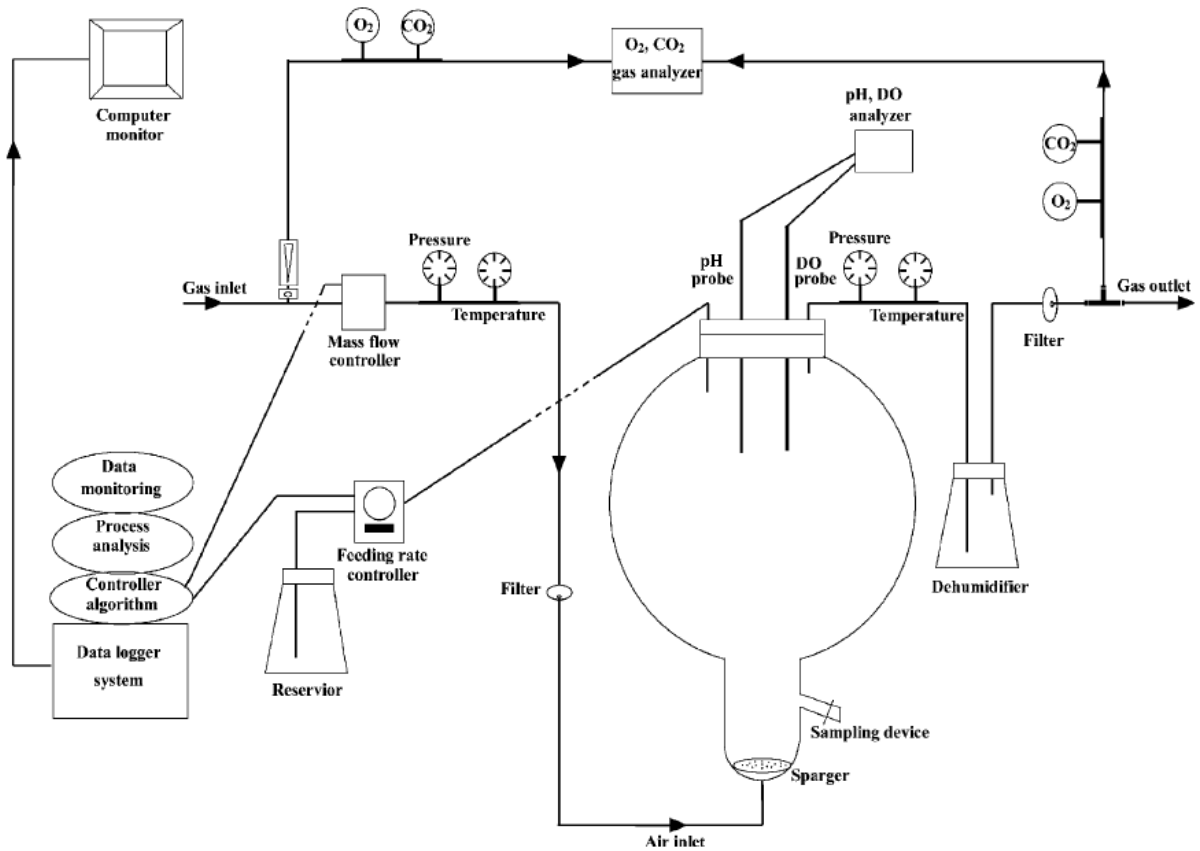 O₂
CO₂
O₂, CO₂
gas analyzer
Computer
monitor
pH, DO
analyzer
CO₂
O₂
Pressure
pH
probe
DO
probe
Pressure
Gas inlet
Temperature
Temperature
Gas outlet
Mass flow
controller
Filter
Data
monitoring
Process
analysis
Controller
algorithm
Feeding rate
controller
Filter
Dehumidifier
Data logger
system
Reservior
Sampling device
Sparger
Air inlet